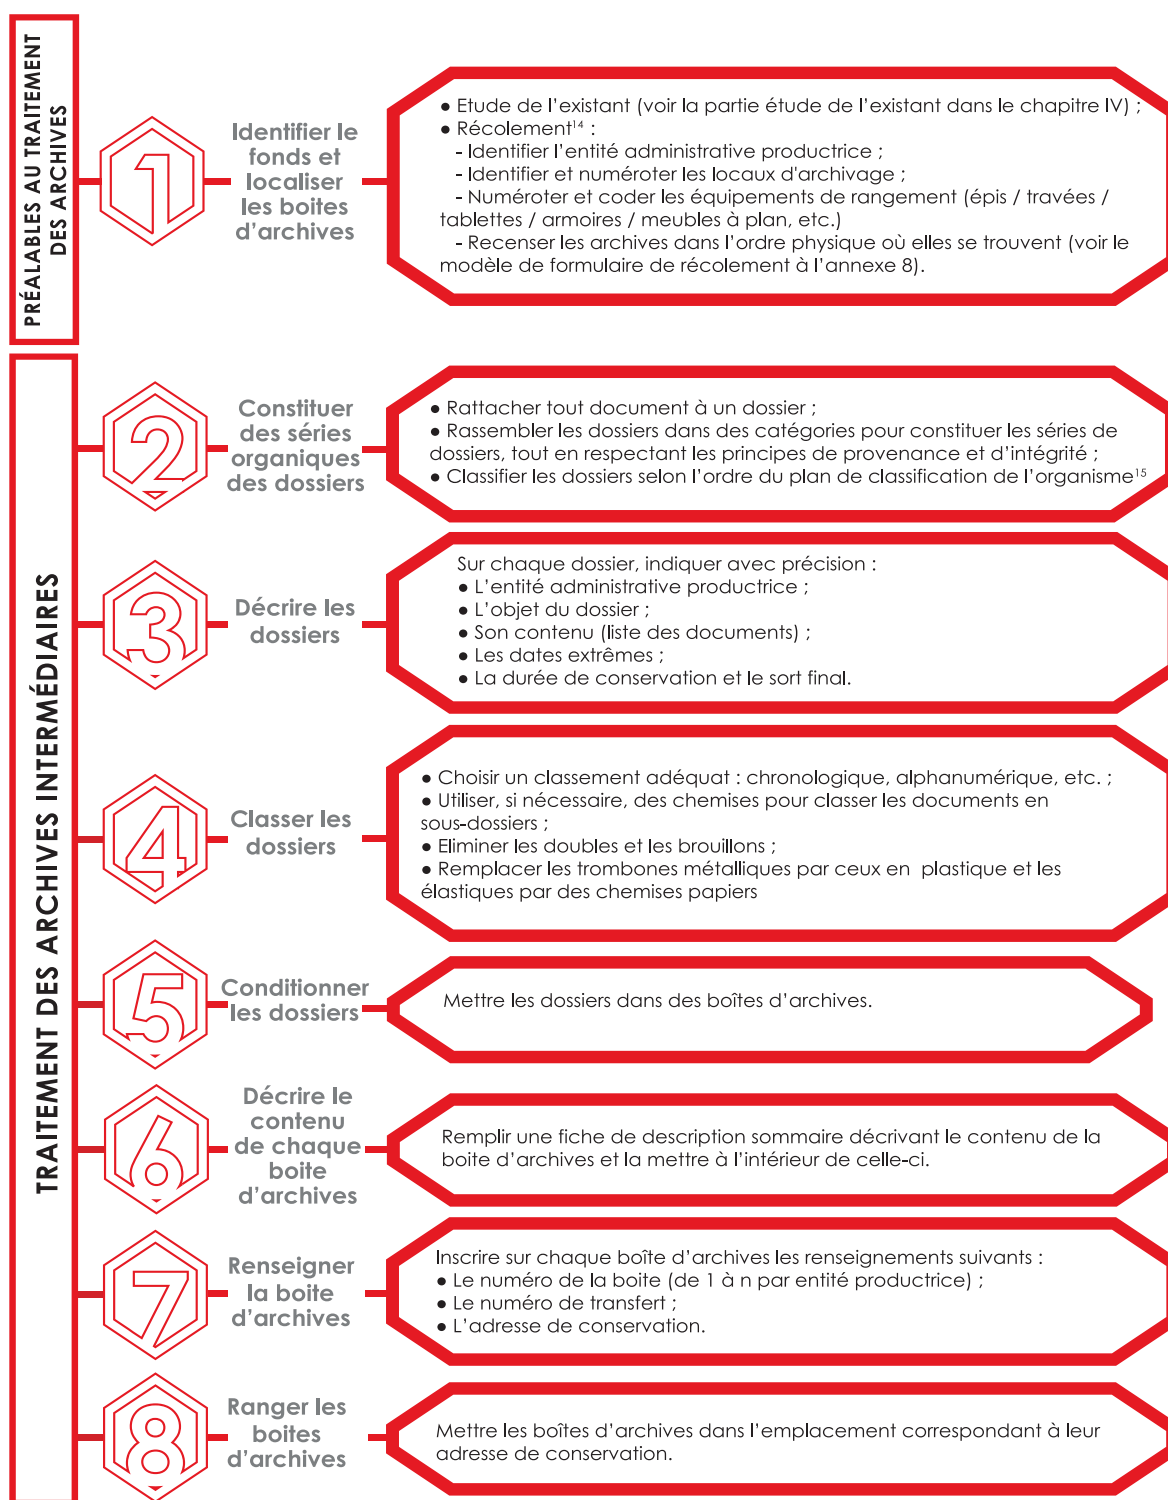 PRÉALABLES AU TRAITEMENT
DES ARCHIVES
1
Identifier le
fonds et
localiser
les boites
d'archives
● Etude de l'existant (voir la partie étude de l'existant dans le chapitre IV) ;
● Récolement¹⁴ :
- Identifier l'entité administrative productrice ;
- Identifier et numéroter les locaux d'archivage ;
- Numéroter et coder les équipements de rangement (épis / travées /
tablettes / armoires / meubles à plan, etc.)
- Recenser les archives dans l'ordre physique où elles se trouvent (voir le
modèle de formulaire de récolement à l'annexe 8).
TRAITEMENT DES ARCHIVES INTERMÉDIAIRES
2
Constituer
des séries
organiques
des dossiers
● Rattacher tout document à un dossier ;
● Rassembler les dossiers dans des catégories pour constituer les séries de
dossiers, tout en respectant les principes de provenance et d'intégrité ;
● Classifier les dossiers selon l'ordre du plan de classification de l'organisme¹⁵
3
Décrire les
dossiers
Sur chaque dossier, indiquer avec précision :
● L'entité administrative productrice ;
● L'objet du dossier ;
● Son contenu (liste des documents) ;
● Les dates extrêmes ;
● La durée de conservation et le sort final.
4
Classer les
dossiers
● Choisir un classement adéquat : chronologique, alphanumérique, etc. ;
● Utiliser, si nécessaire, des chemises pour classer les documents en
sous-dossiers ;
● Eliminer les doubles et les brouillons ;
● Remplacer les trombones métalliques par ceux en plastique et les
élastiques par des chemises papiers
5
Conditionner
les dossiers
Mettre les dossiers dans des boîtes d'archives.
6
Décrire le
contenu
de chaque
boite
d'archives
Remplir une fiche de description sommaire décrivant le contenu de la
boite d'archives et la mettre à l'intérieur de celle-ci.
7
Renseigner
la boite
d'archives
Inscrire sur chaque boîte d'archives les renseignements suivants :
● Le numéro de la boite (de 1 à n par entité productrice) ;
● Le numéro de transfert ;
● L'adresse de conservation.
8
Ranger les
boites
d'archives
Mettre les boîtes d'archives dans l'emplacement correspondant à leur
adresse de conservation.